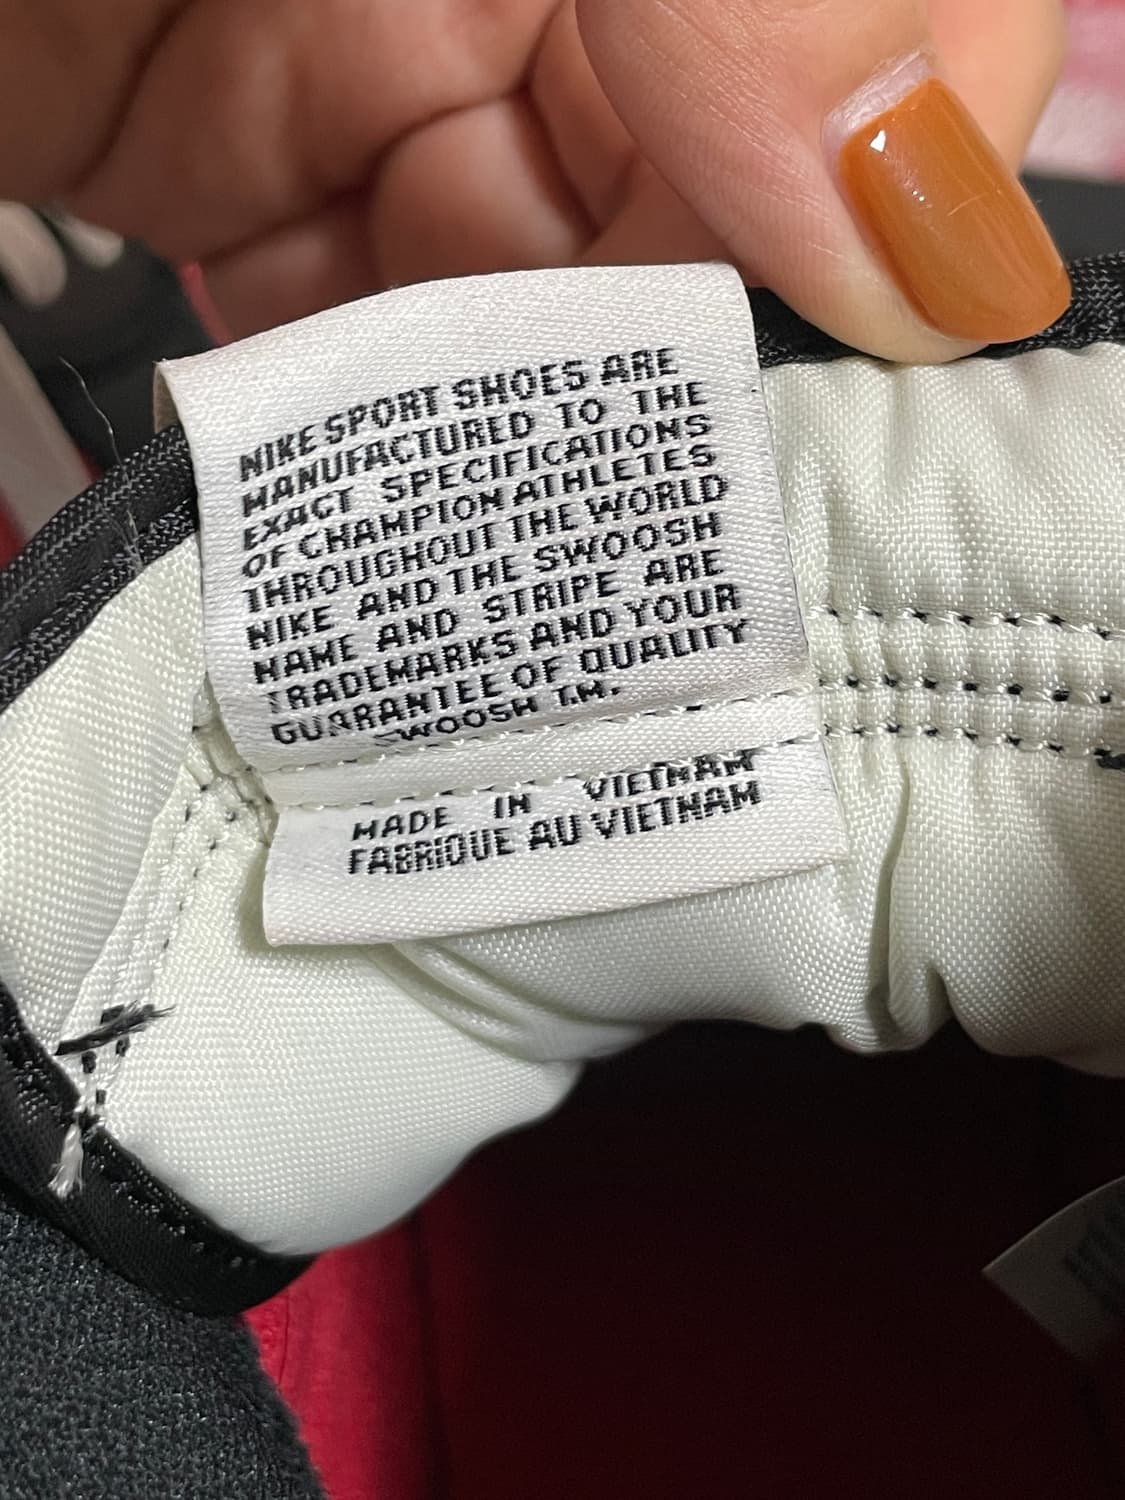 NIKE SPORT SHOES ARE
MANUFACTURED TO THE
EXACT SPECIFICATIONS
OF CHAMPION ATHLETES
THROUGHOUT THE WORLD
NIKE AND THE SWOOSH
NAME AND STRIPE ARE
TRADEMARKS AND YOUR
GUARANTEE OF QUALITY
SWOOSH T.M.
MADE IN VIETNAM
FABRIQUE AU VIETNAM